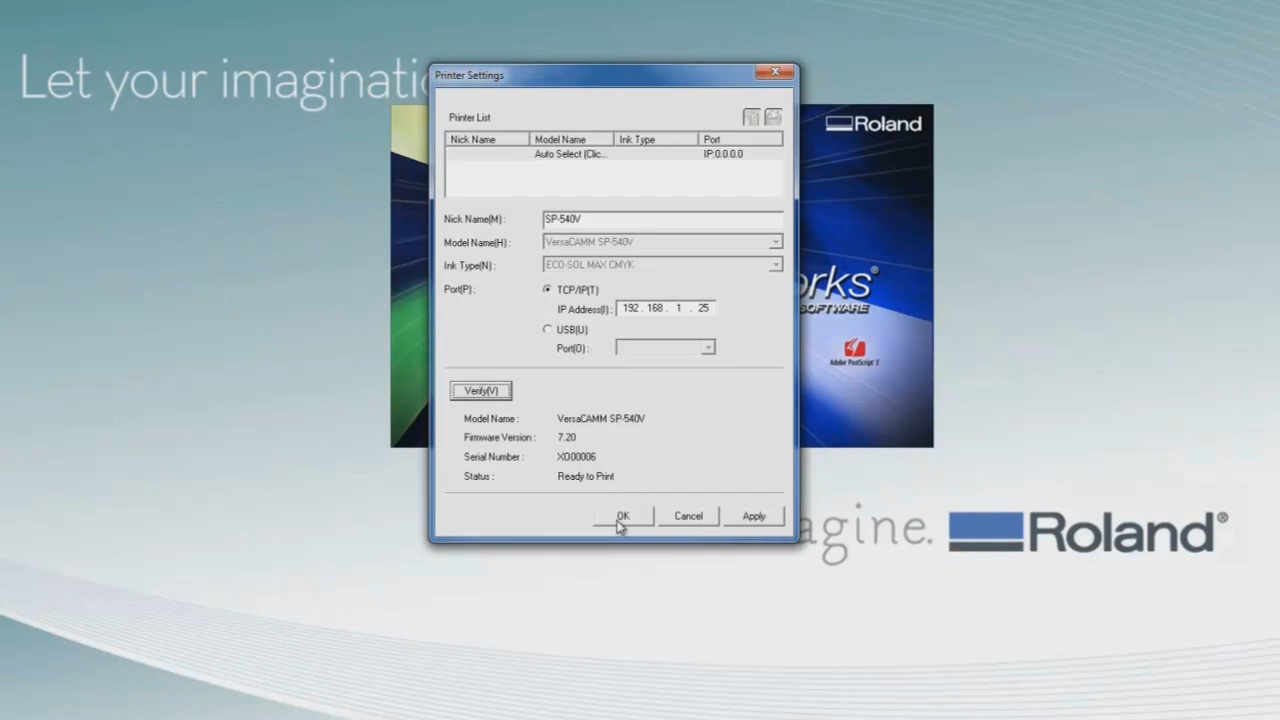 Let your imaginatio
Printer Settings
Roland
Printer List
Nick Name Model Name Ink Type Port
Auto Select (Clic... IP:0.0.0.0
Nick Name(M) : SP-540V
Model Name(H) : VersaCAMM SP-540V
Ink Type(N) : ECO-SOL MAX CMYK
Port(P) : TCP/IP(T)
IP Address(I) : 192 . 168 . 1 . 25
USB(U)
Port(O) :
orks®
SOFTWARE
Adobe PostScript 3
Verify(V)
Model Name : VersaCAMM SP-540V
Firmware Version : 7.20
Serial Number : XO00006
Status : Ready to Print
OK Cancel Apply
agine. Roland®